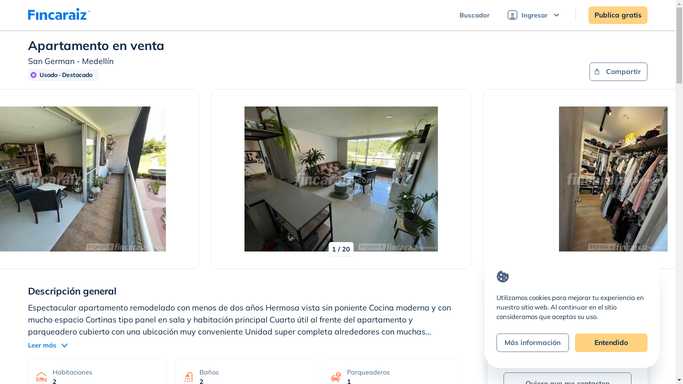 Fincaraiz
Buscador
Ingresar
Publica gratis
Apartamento en venta
San German - Medellín
Usado - Destacado
Compartir
fincaraiz
fincaraiz
fincaraiz
fincaraiz
1 / 20
Descripción general
Espectacular apartamento remodelado con menos de dos años Hermosa vista sin poniente Cocina moderna y con
mucho espacio Cortinas tipo panel en sala y habitación principal Cuarto útil al frente del apartamento y
parqueadero cubierto con una ubicación muy conveniente Unidad super completa alrededores con muchas...
Leer más
Habitaciones
2
Baños
2
Parqueaderos
1
Utilizamos cookies para mejorar tu experiencia en
nuestro sitio web. Al continuar en el sitio
consideramos que aceptas su uso.
Más información
Entendido
Quiero que me contacten